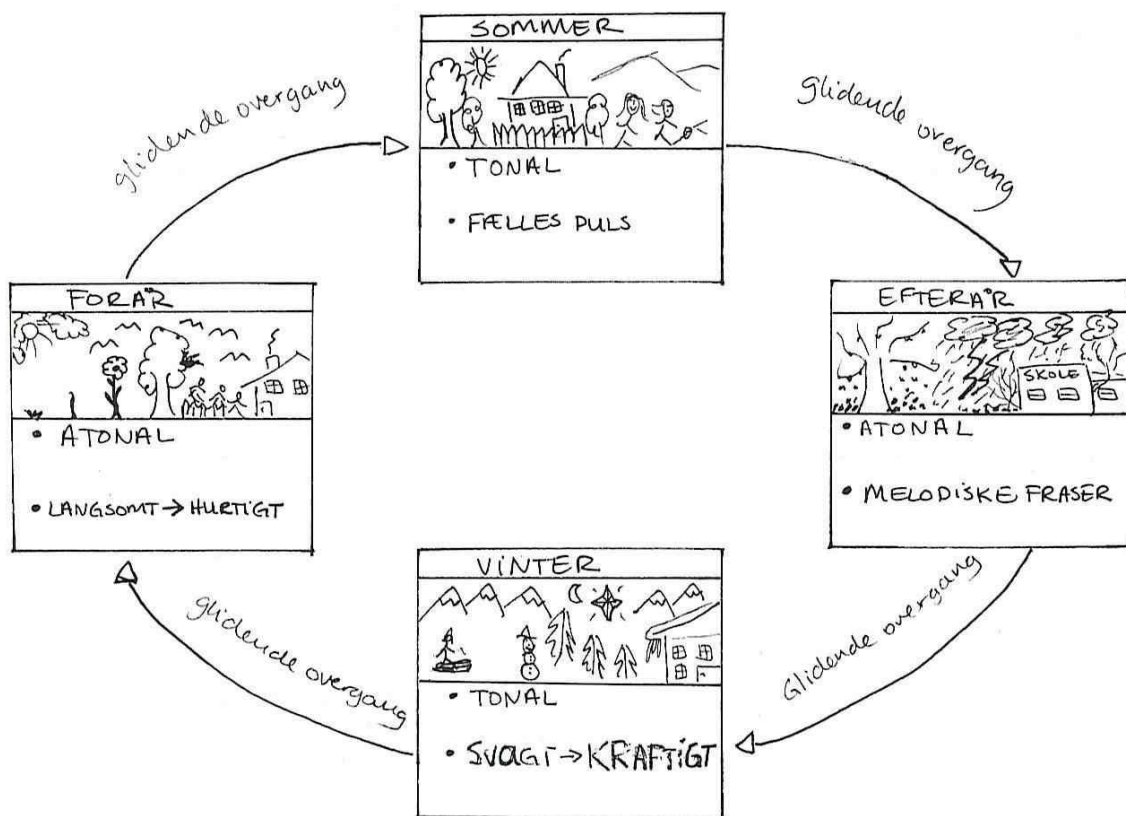 SOMMER
glidende overgang
glidende overgang
• TONAL
• FÆLLES PULS
FORÅR
• ATONAL
• LANGSOMT → HURTIGT
EFTERÅR
SKOLE
• ATONAL
• MELODISKE FRASER
VINTER
glidende overgang
Glidende overgang
• TONAL
• SVAGT → KRAFTIGT